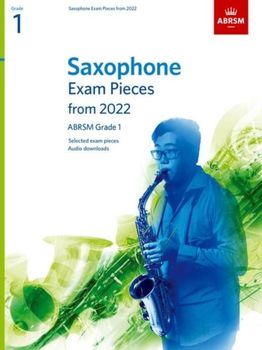 Grade
1
Saxophone Exam Pieces from 2022
ABRSM
Saxophone
Exam Pieces
from 2022
ABRSM Grade 1
Selected exam pieces
Audio downloads